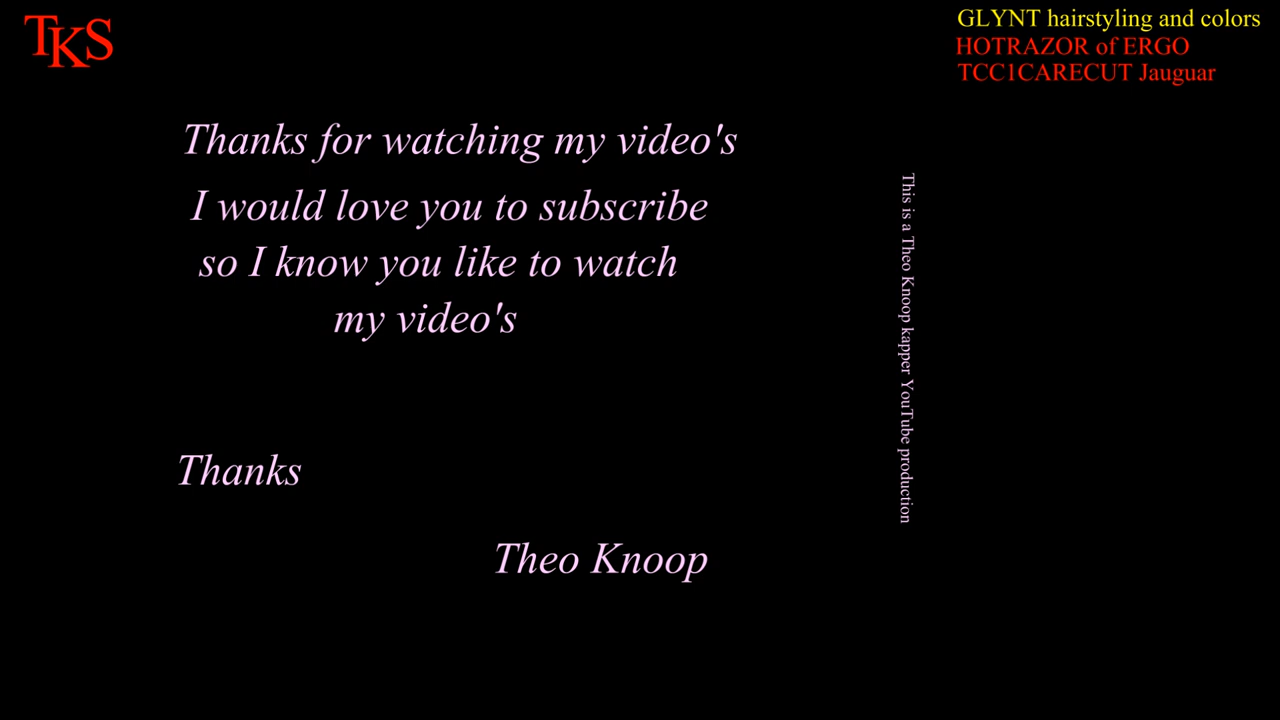 TKS
GLYNT hairstyling and colors
HOTRAZOR of ERGO
TCC1CARECUT Jauguar
Thanks for watching my video's
I would love you to subscribe
so I know you like to watch
my video's
This is a Theo Knoop kapper YouTube production
Thanks
Theo Knoop